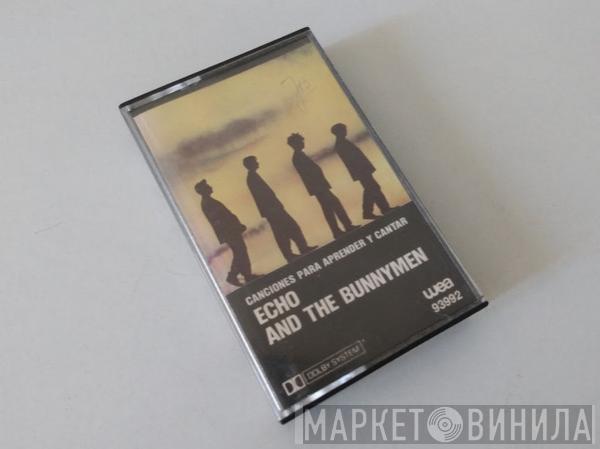 CANCIONES PARA APRENDER Y CANTAR
ECHO
AND THE BUNNYMEN
wea
93992
DOLBY SYSTEM
МАРКЕТ ВИНИЛА